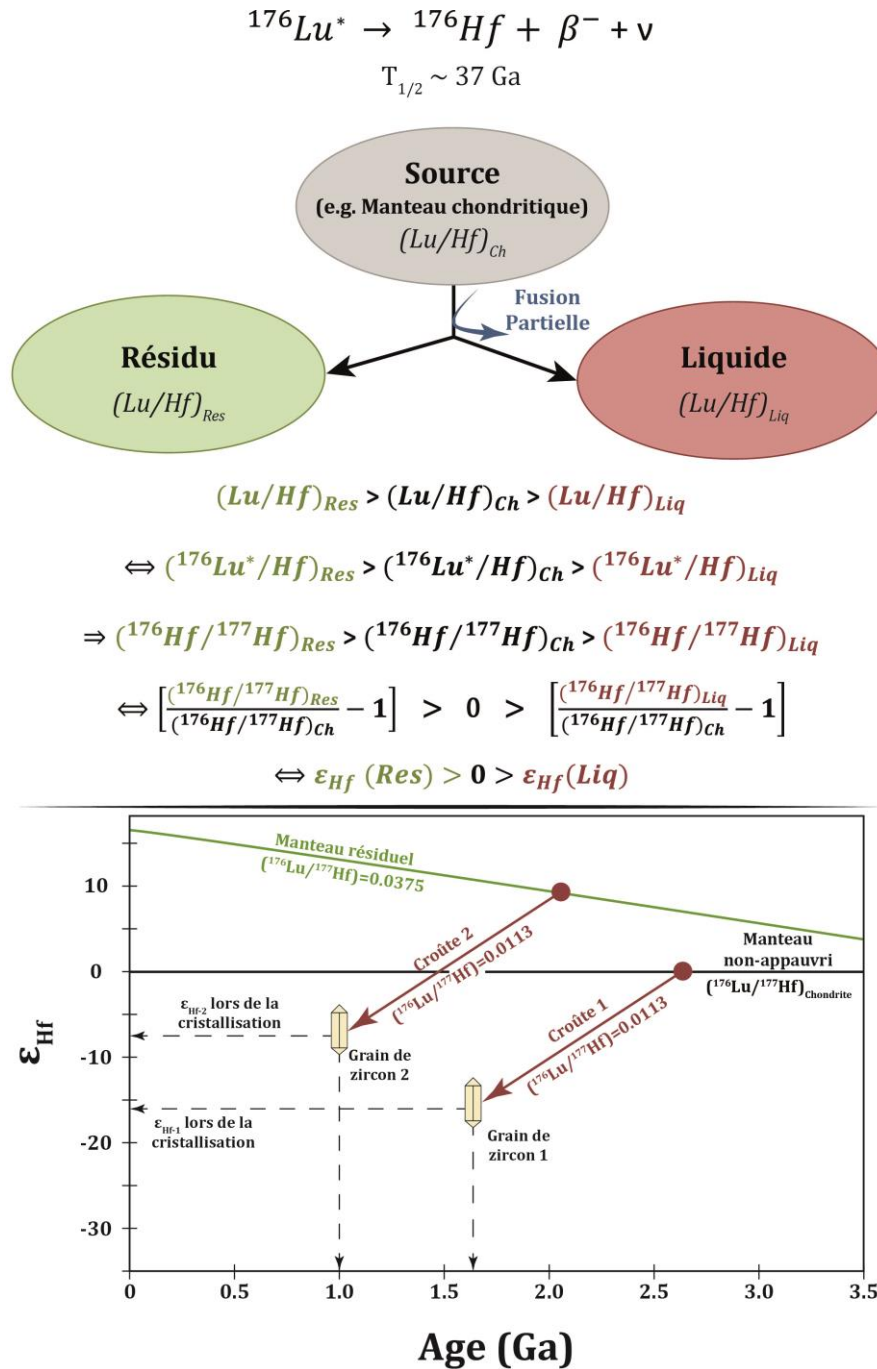 ¹⁷⁶Lu* → ¹⁷⁶Hf + β⁻ + ν
T₁/₂ ~ 37 Ga
Source
(e.g. Manteau chondritique)
(Lu/Hf)Ch
Fusion
Partielle
Résidu
(Lu/Hf)Res
Liquide
(Lu/Hf)Liq
(Lu/Hf)Res > (Lu/Hf)Ch > (Lu/Hf)Liq
⇔ (¹⁷⁶Lu*/Hf)Res > (¹⁷⁶Lu*/Hf)Ch > (¹⁷⁶Lu*/Hf)Liq
⇒ (¹⁷⁶Hf/¹⁷⁷Hf)Res > (¹⁷⁶Hf/¹⁷⁷Hf)Ch > (¹⁷⁶Hf/¹⁷⁷Hf)Liq
⇔ [(¹⁷⁶Hf/¹⁷⁷Hf)Res / (¹⁷⁶Hf/¹⁷⁷Hf)Ch − 1] > 0 > [(¹⁷⁶Hf/¹⁷⁷Hf)Liq / (¹⁷⁶Hf/¹⁷⁷Hf)Ch − 1]
⇔ εHf (Res) > 0 > εHf(Liq)
Manteau résiduel
(¹⁷⁶Lu/¹⁷⁷Hf)=0.0375
Croûte 2
(¹⁷⁶Lu/¹⁷⁷Hf)=0.0113
Manteau
non-appauvri
(¹⁷⁶Lu/¹⁷⁷Hf)Chondrite
Croûte 1
(¹⁷⁶Lu/¹⁷⁷Hf)=0.0113
εHf-2 lors de la
cristallisation
Grain de
zircon 2
εHf-1 lors de la
cristallisation
Grain de
zircon 1
εHf
10
0
-10
-20
-30
0 0.5 1.0 1.5 2.0 2.5 3.0 3.5
Age (Ga)